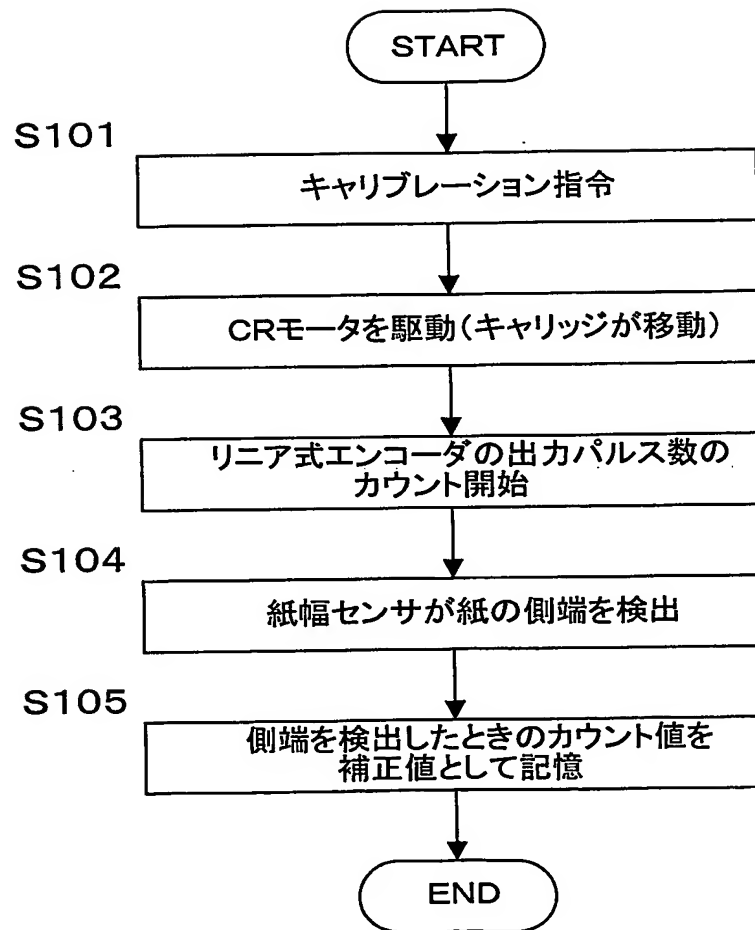 START
S101
キャリブレーション指令
S102
CRモータを駆動(キャリッジが移動)
S103
リニア式エンコーダの出力パルス数の
カウント開始
S104
紙幅センサが紙の側端を検出
S105
側端を検出したときのカウント値を
補正値として記憶
END